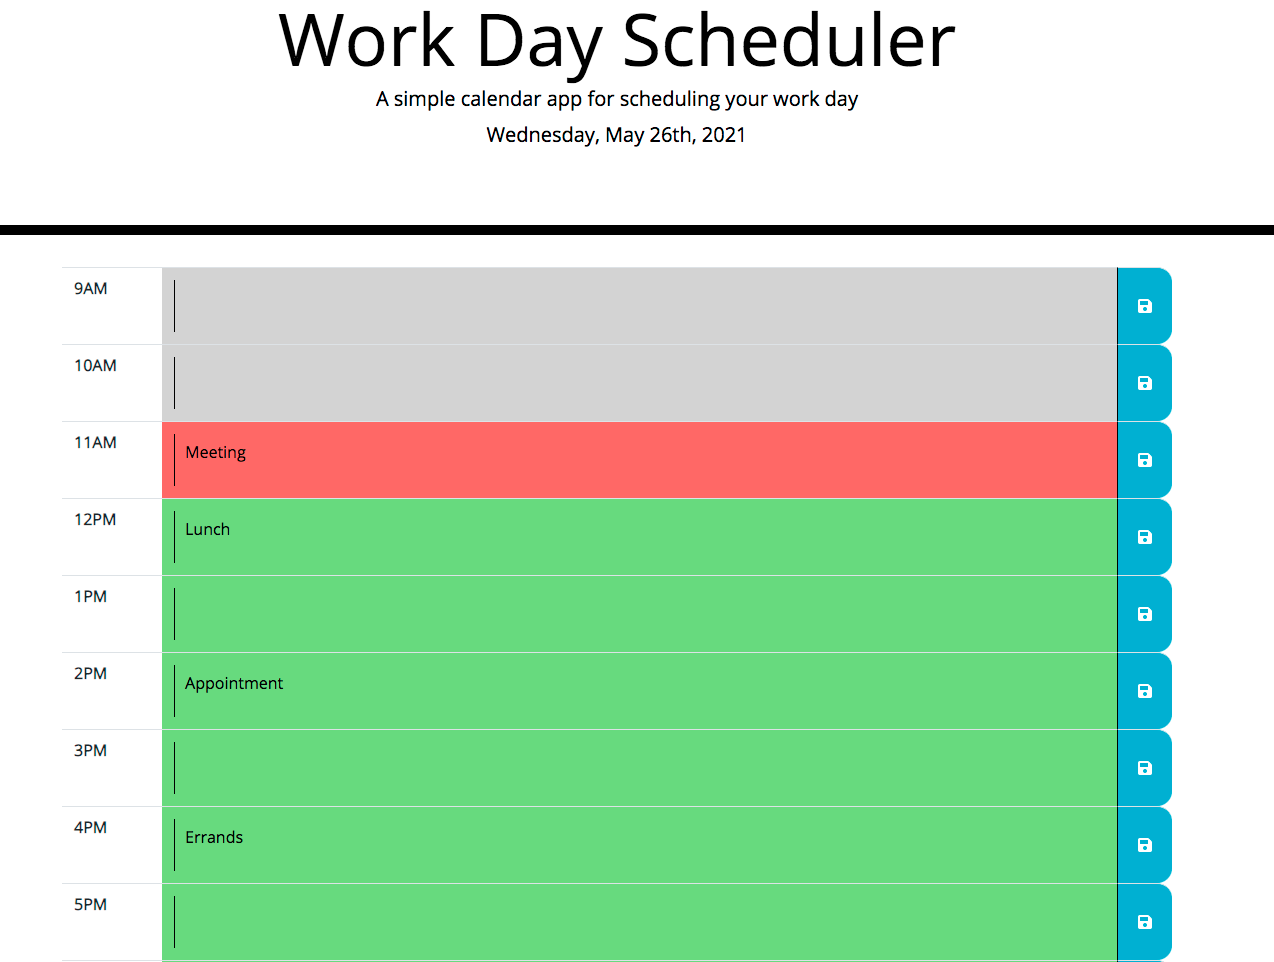 Work Day Scheduler
A simple calendar app for scheduling your work day
Wednesday, May 26th, 2021
9AM
10AM
11AM Meeting
12PM Lunch
1PM
2PM Appointment
3PM
4PM Errands
5PM